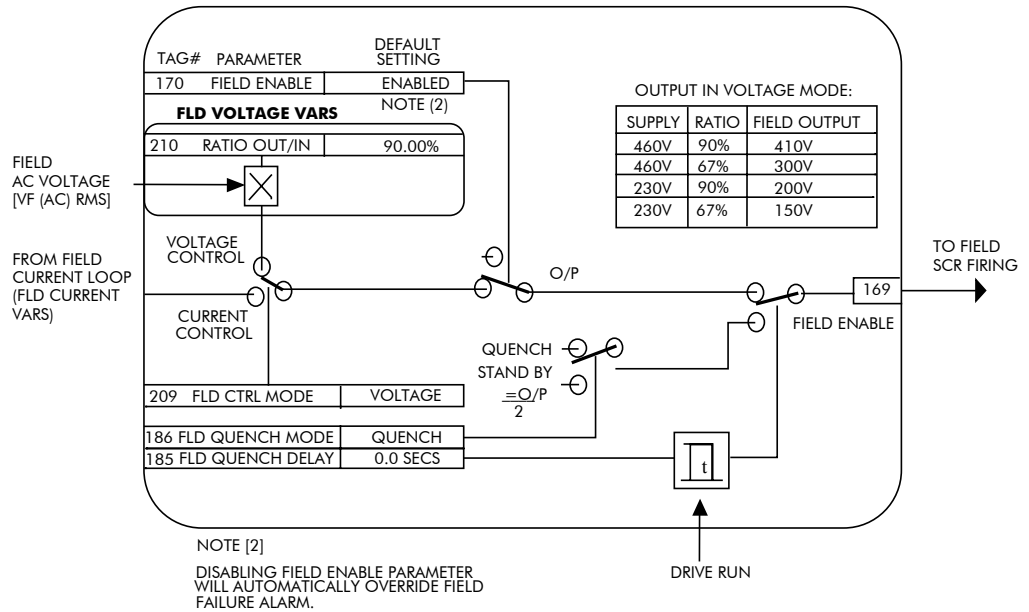 TAG# PARAMETER DEFAULT SETTING
170 FIELD ENABLE ENABLED
NOTE (2)
FLD VOLTAGE VARS
210 RATIO OUT/IN 90.00%
FIELD
AC VOLTAGE
[VF (AC) RMS]
OUTPUT IN VOLTAGE MODE:
SUPPLY RATIO FIELD OUTPUT
460V 90% 410V
460V 67% 300V
230V 90% 200V
230V 67% 150V
VOLTAGE
CONTROL
FROM FIELD
CURRENT LOOP
(FLD CURRENT
VARS)
CURRENT
CONTROL
O/P
TO FIELD
SCR FIRING
169
FIELD ENABLE
QUENCH
STAND BY
=O/P
2
209 FLD CTRL MODE VOLTAGE
186 FLD QUENCH MODE QUENCH
185 FLD QUENCH DELAY 0.0 SECS
t
DRIVE RUN
NOTE [2]
DISABLING FIELD ENABLE PARAMETER
WILL AUTOMATICALLY OVERRIDE FIELD
FAILURE ALARM.